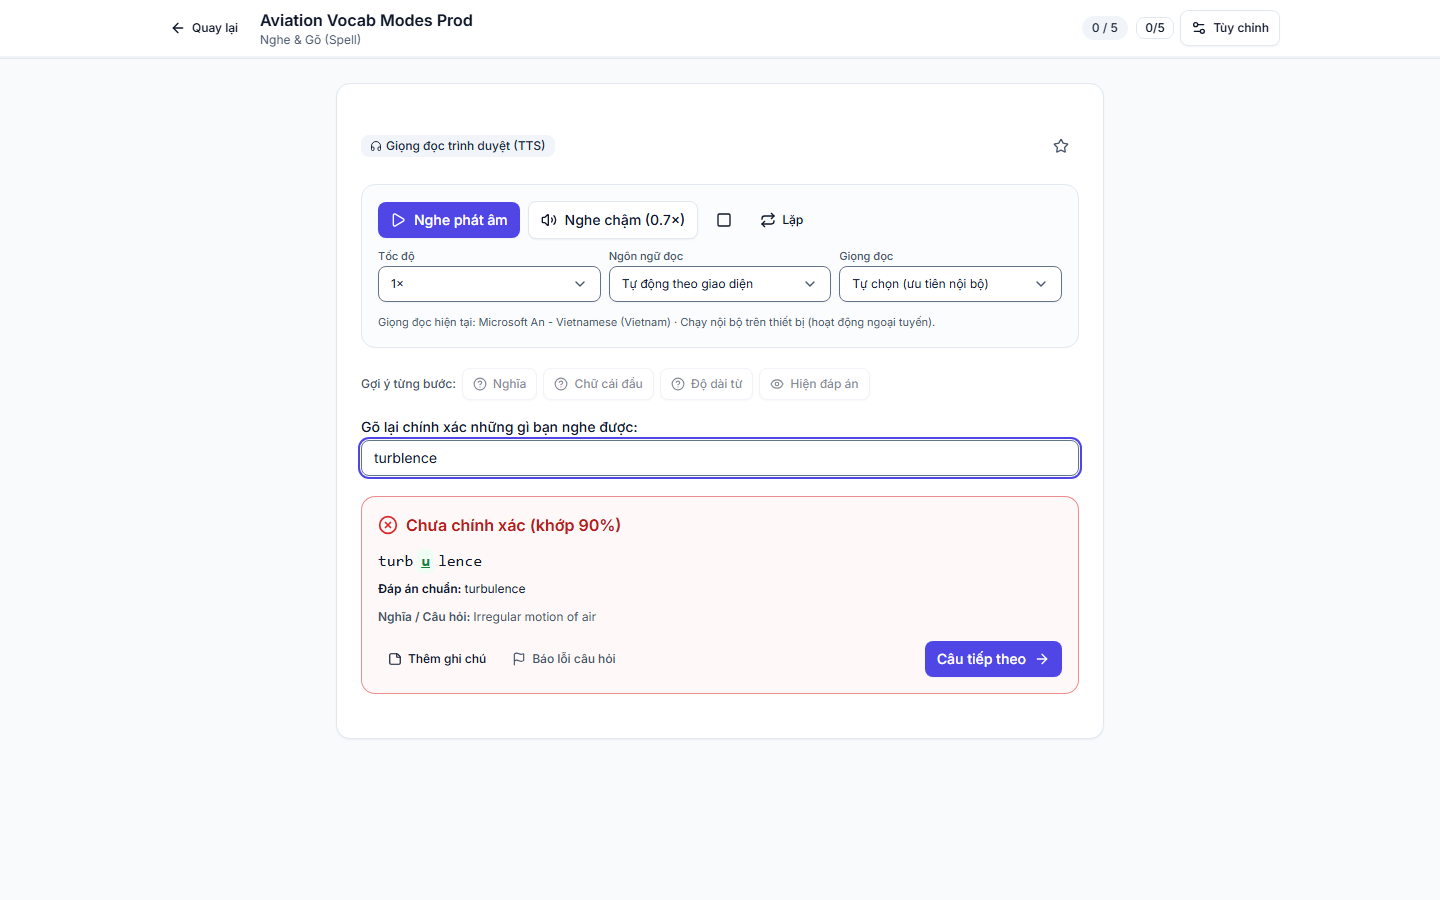 Quay lại
Aviation Vocab Modes Prod
Nghe & Gõ (Spell)
0 / 5
0/5
Tùy chỉnh
Giọng đọc trình duyệt (TTS)
Nghe phát âm
Nghe chậm (0.7×)
Lặp
Tốc độ
Ngôn ngữ đọc
Giọng đọc
1×
Tự động theo giao diện
Tự chọn (ưu tiên nội bộ)
Giọng đọc hiện tại: Microsoft An - Vietnamese (Vietnam) · Chạy nội bộ trên thiết bị (hoạt động ngoại tuyến).
Gợi ý từng bước:
Nghĩa
Chữ cái đầu
Độ dài từ
Hiện đáp án
Gõ lại chính xác những gì bạn nghe được:
turblence
Chưa chính xác (khớp 90%)
turb u lence
Đáp án chuẩn: turbulence
Nghĩa / Câu hỏi: Irregular motion of air
Thêm ghi chú
Báo lỗi câu hỏi
Câu tiếp theo